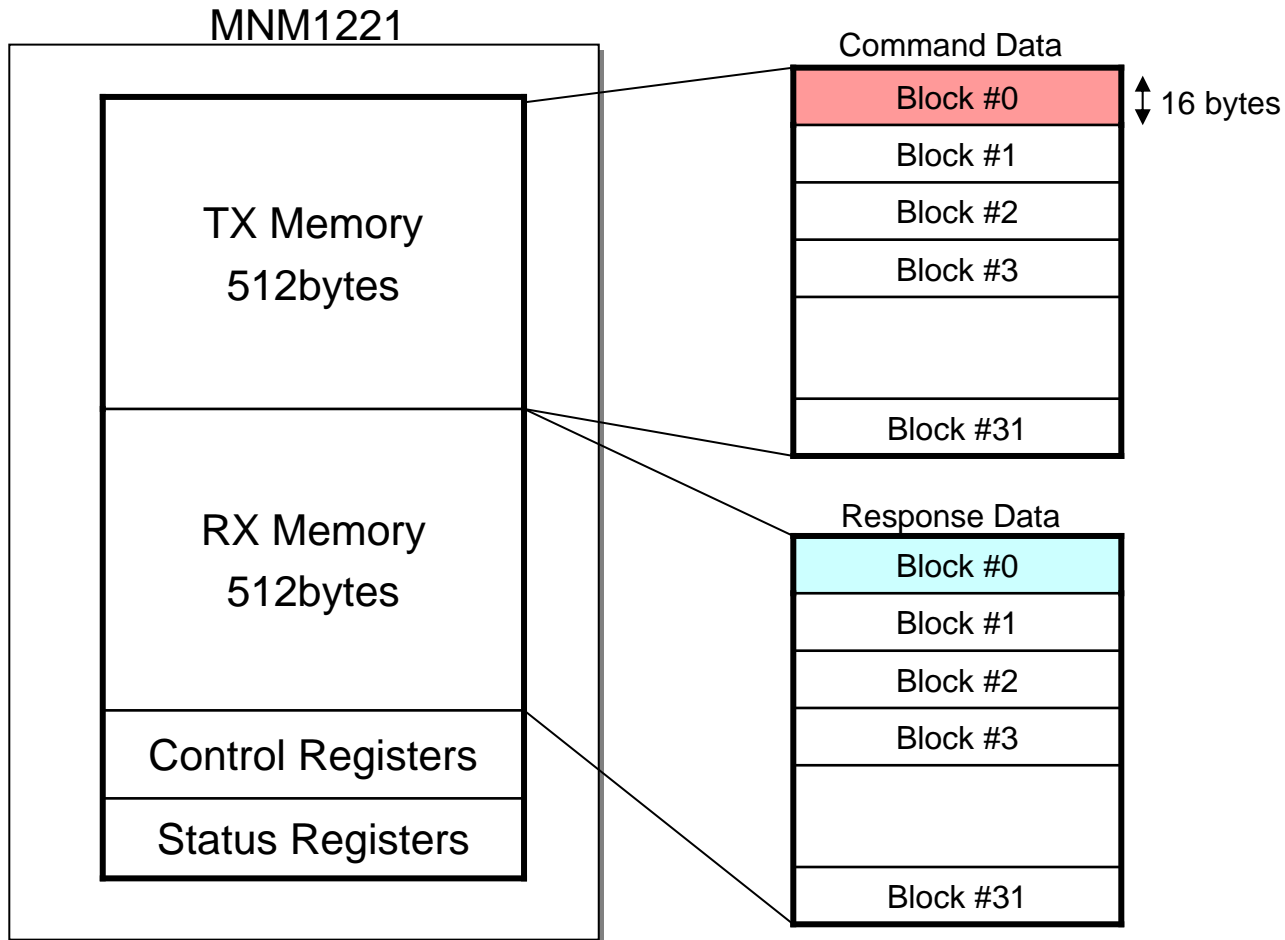 MNM1221
TX Memory
512bytes
RX Memory
512bytes
Control Registers
Status Registers
Command Data
Block #0
16 bytes
Block #1
Block #2
Block #3
Block #31
Response Data
Block #0
Block #1
Block #2
Block #3
Block #31